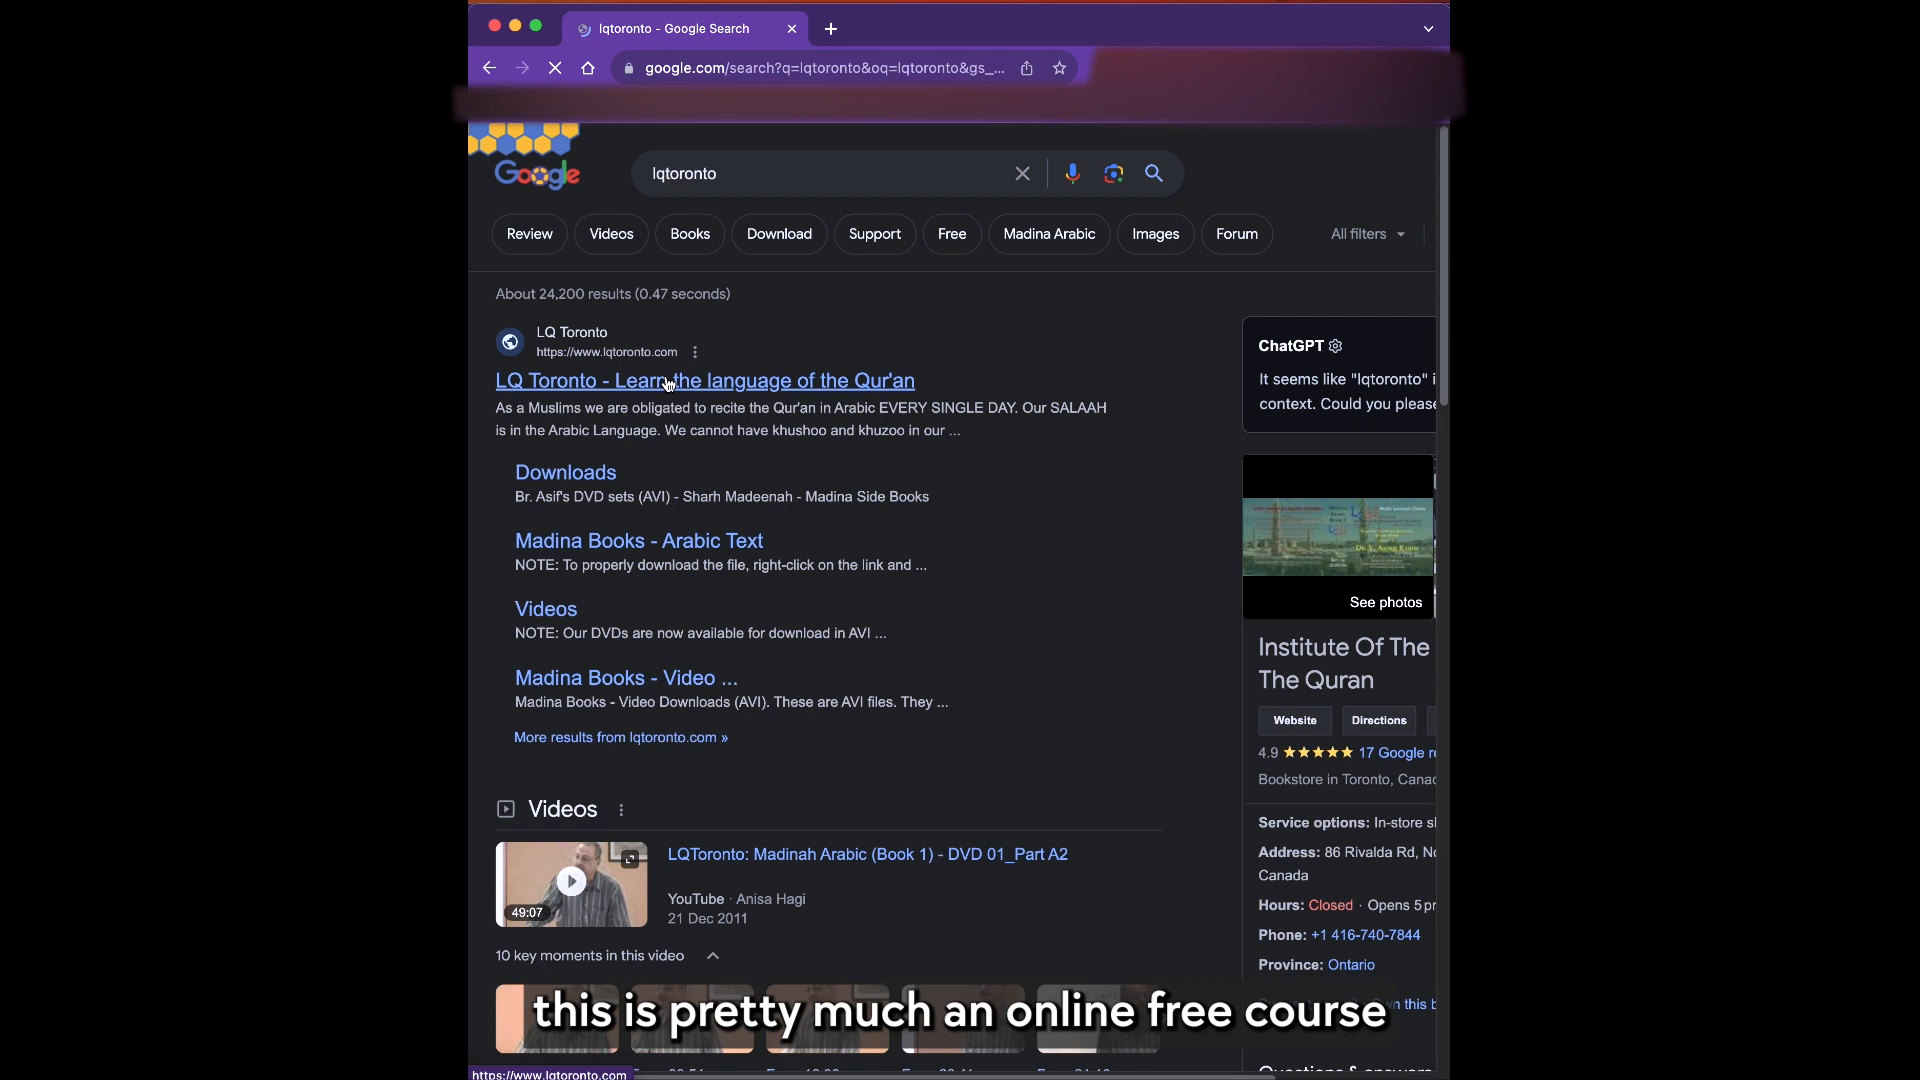 lqtoronto - Google Search
google.com/search?q=lqtoronto&oq=lqtoronto&gs_...
Google
lqtoronto
Review
Videos
Books
Download
Support
Free
Madina Arabic
Images
Forum
All filters
About 24,200 results (0.47 seconds)
LQ Toronto
https://www.lqtoronto.com
LQ Toronto - Learn the language of the Qur'an
As a Muslims we are obligated to recite the Qur'an in Arabic EVERY SINGLE DAY. Our SALAAH
is in the Arabic Language. We cannot have khushoo and khuzoo in our ...
Downloads
Br. Asif's DVD sets (AVI) - Sharh Madeenah - Madina Side Books
Madina Books - Arabic Text
NOTE: To properly download the file, right-click on the link and ...
Videos
NOTE: Our DVDs are now available for download in AVI ...
Madina Books - Video ...
Madina Books - Video Downloads (AVI). These are AVI files. They ...
More results from lqtoronto.com »
Videos
49:07
LQToronto: Madinah Arabic (Book 1) - DVD 01_Part A2
YouTube · Anisa Hagi
21 Dec 2011
10 key moments in this video
ChatGPT
It seems like "lqtoronto" i
context. Could you please
See photos
Institute Of The
The Quran
Website
Directions
4.9
17 Google re
Bookstore in Toronto, Canad
Service options: In-store s
Address: 86 Rivalda Rd, No
Canada
Hours: Closed · Opens 5 pr
Phone: +1 416-740-7844
Province: Ontario
this is pretty much an online free course
https://www.lqtoronto.com